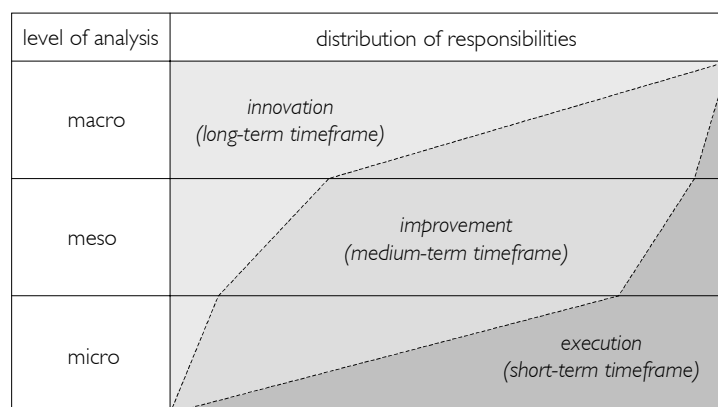 level of analysis
distribution of responsibilities
macro
innovation
(long-term timeframe)
meso
improvement
(medium-term timeframe)
micro
execution
(short-term timeframe)